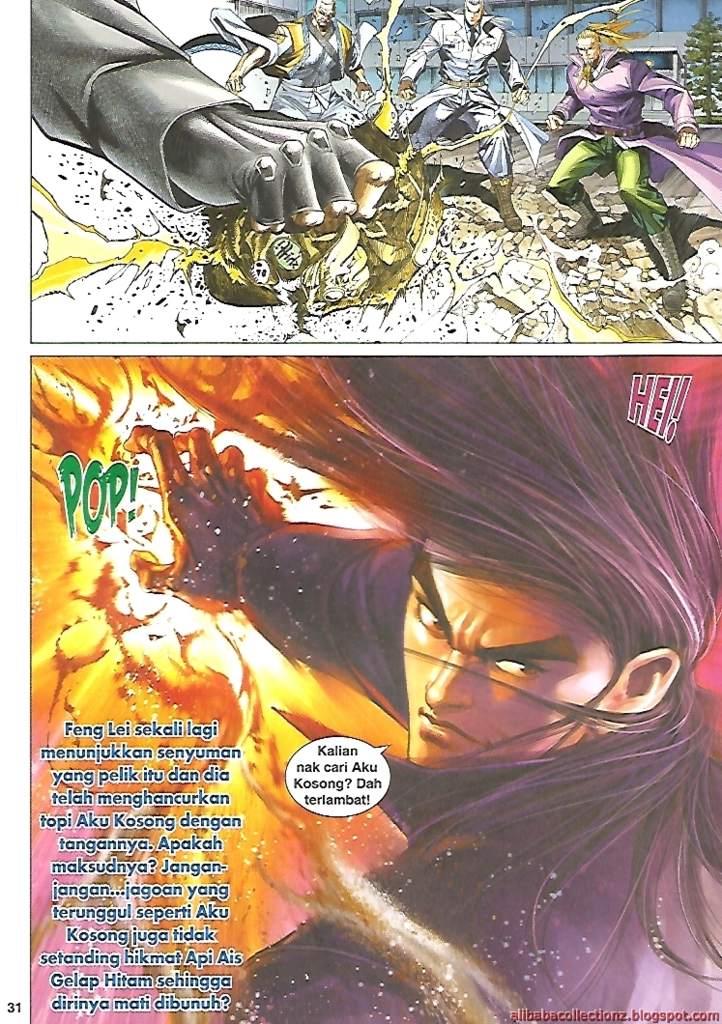 HEI!
POP!
Kalian
nak cari Aku
Kosong? Dah
terlambat!
Feng Lei sekali lagi
menunjukkan senyuman
yang pelik itu dan dia
telah menghancurkan
topi Aku Kosong dengan
tangannya. Apakah
maksudnya? Jangan-
jangan...jagoan yang
terunggul seperti Aku
Kosong juga tidak
setanding hikmat Api Ais
Gelap Hitam sehingga
dirinya mati dibunuh?
31
alibabacollectionz.blogspot.com